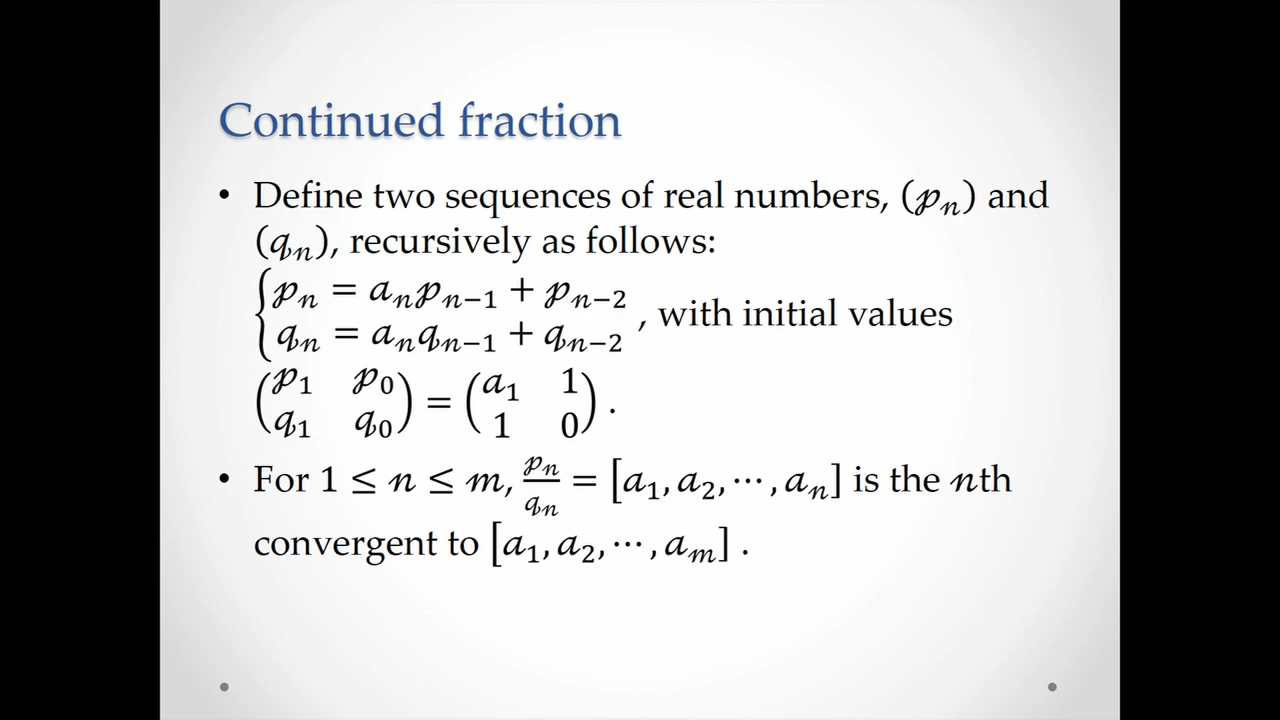 Continued fraction
• Define two sequences of real numbers, (𝓅ₙ) and
(𝓆ₙ), recursively as follows:
{𝓅ₙ = 𝒶ₙ𝓅ₙ₋₁ + 𝓅ₙ₋₂
𝓆ₙ = 𝒶ₙ𝓆ₙ₋₁ + 𝓆ₙ₋₂ , with initial values
(𝓅₁ 𝓅₀
𝓆₁ 𝓆₀) = (𝒶₁ 1
1 0) .
• For 1 ≤ 𝓃 ≤ 𝓂, 𝓅ₙ/𝓆ₙ = [𝒶₁, 𝒶₂, ⋯ , 𝒶ₙ] is the 𝓃th
convergent to [𝒶₁, 𝒶₂, ⋯ , 𝒶ₘ] .